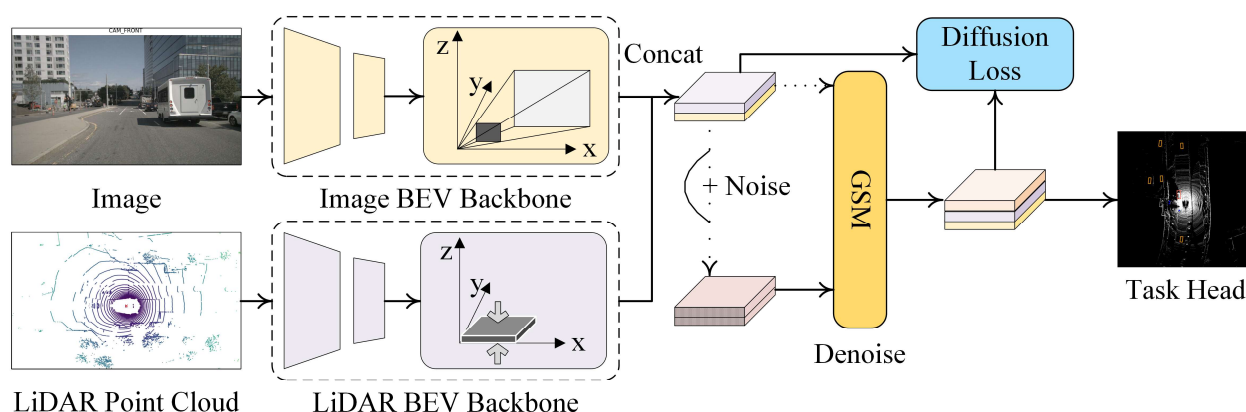 CAM_FRONT
Image
z
y
x
Image BEV Backbone
LiDAR Point Cloud
z
y
x
LiDAR BEV Backbone
Concat
+ Noise
GSM
Denoise
Diffusion
Loss
Task Head